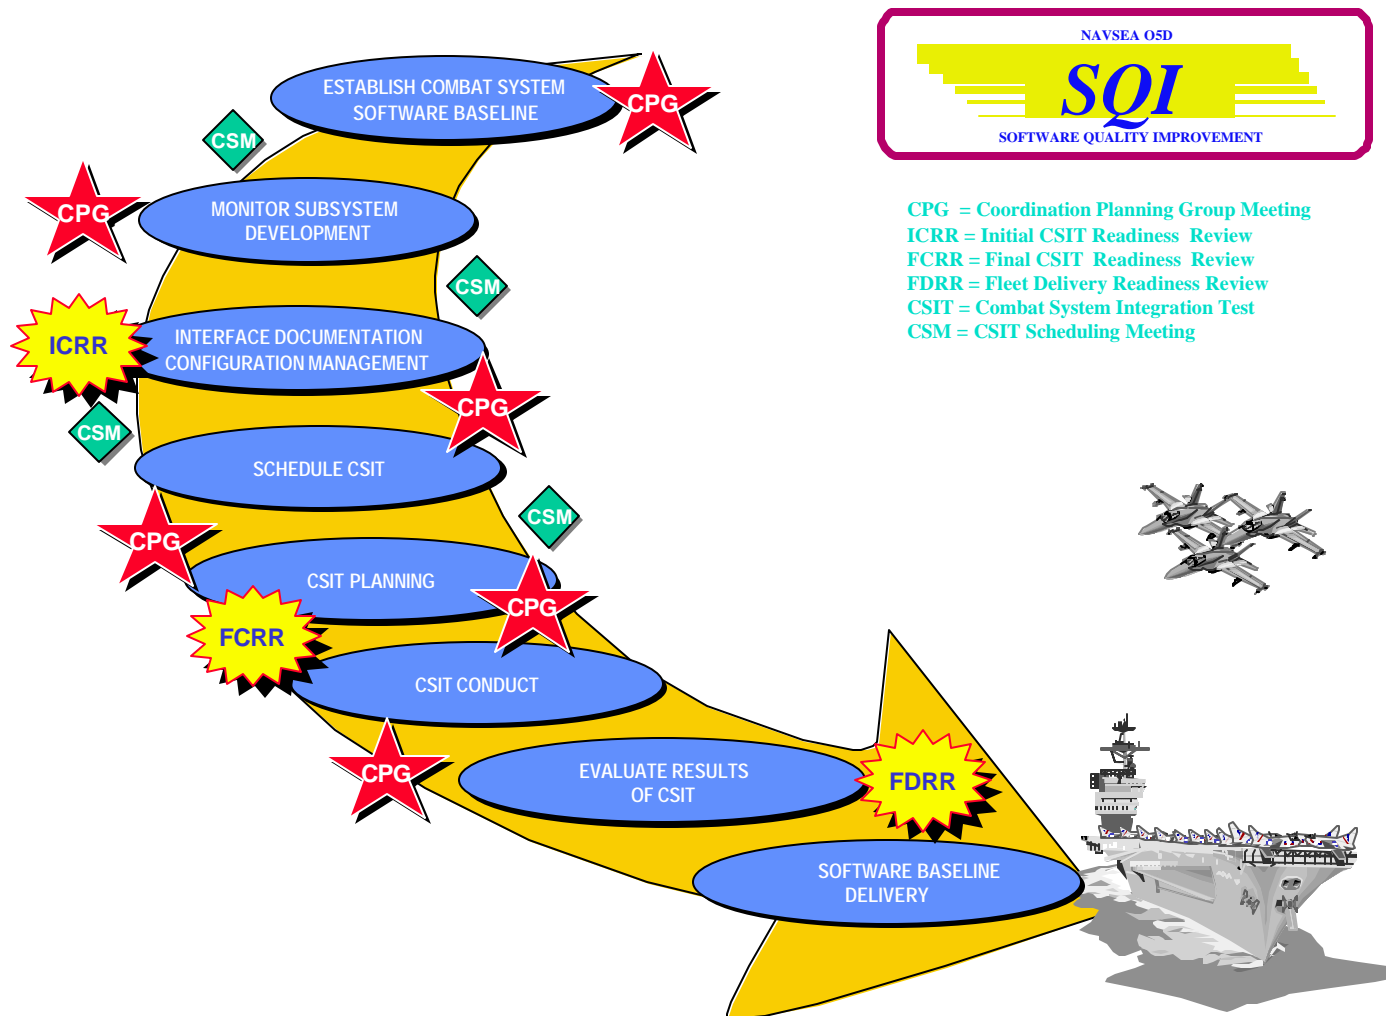 NAVSEA O5D
SQI
SOFTWARE QUALITY IMPROVEMENT
ESTABLISH COMBAT SYSTEM
SOFTWARE BASELINE
CPG
CSM
MONITOR SUBSYSTEM
DEVELOPMENT
CPG
CSM
CPG = Coordination Planning Group Meeting
ICRR = Initial CSIT Readiness Review
FCRR = Final CSIT Readiness Review
FDRR = Fleet Delivery Readiness Review
CSIT = Combat System Integration Test
CSM = CSIT Scheduling Meeting
ICRR
INTERFACE DOCUMENTATION
CONFIGURATION MANAGEMENT
CPG
CSM
SCHEDULE CSIT
CSM
CPG
CSIT PLANNING
CPG
FCRR
CSIT CONDUCT
CPG
EVALUATE RESULTS
OF CSIT
FDRR
SOFTWARE BASELINE
DELIVERY